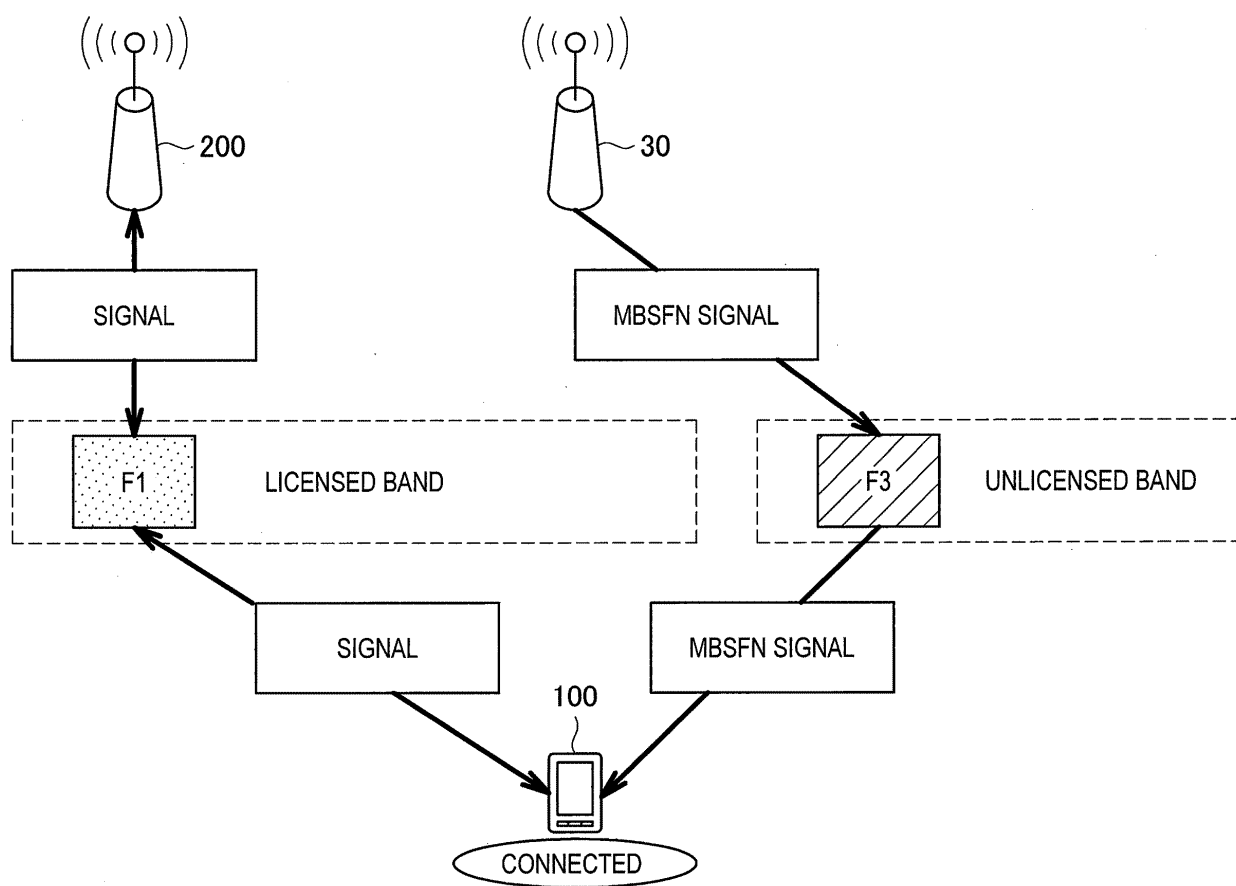 200
30
SIGNAL
MBSFN SIGNAL
F1
LICENSED BAND
F3
UNLICENSED BAND
SIGNAL
MBSFN SIGNAL
100
CONNECTED